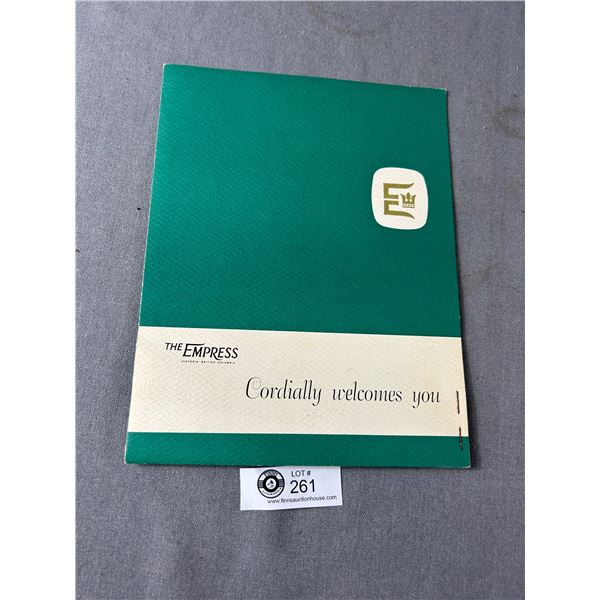 E
THE EMPRESS
VICTORIA, BRITISH COLUMBIA
Cordially welcomes you
LOT #
261
www.finnsauctionhouse.com